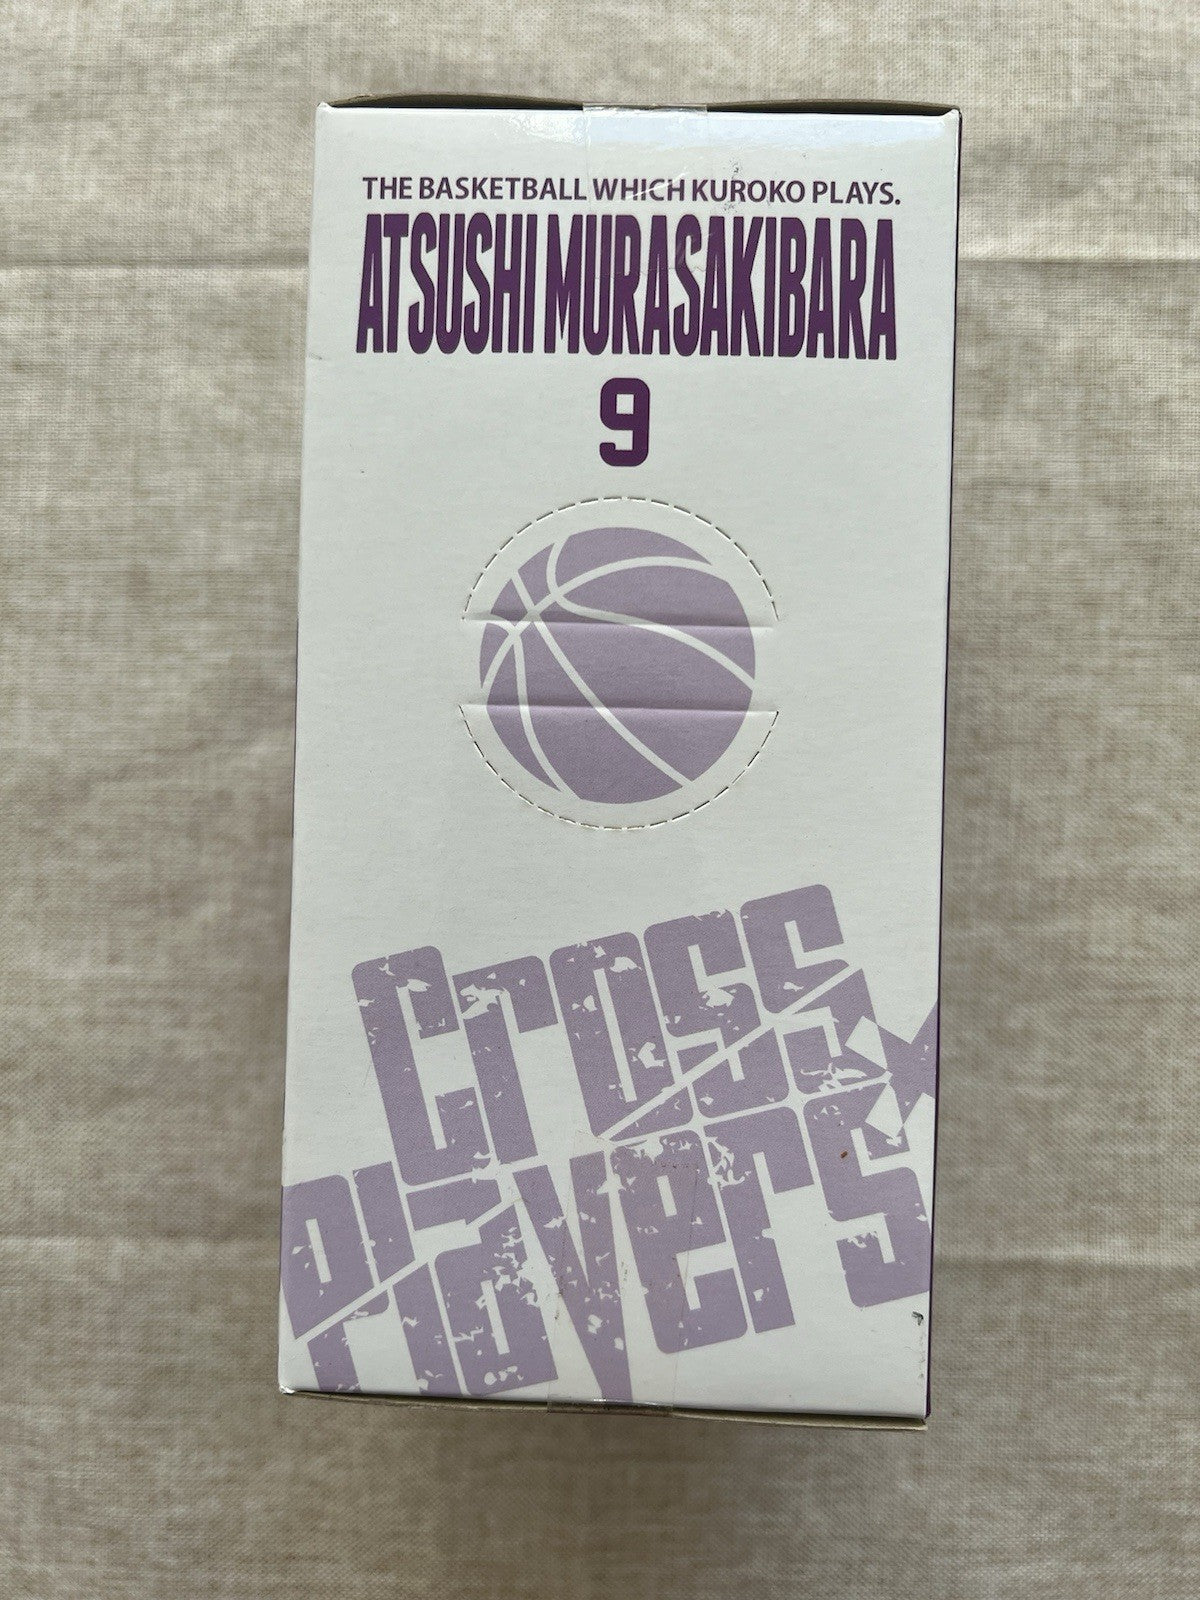 THE BASKETBALL WHICH KUROKO PLAYS.
ATSUSHI MURASAKIBARA
9
Cross
Players